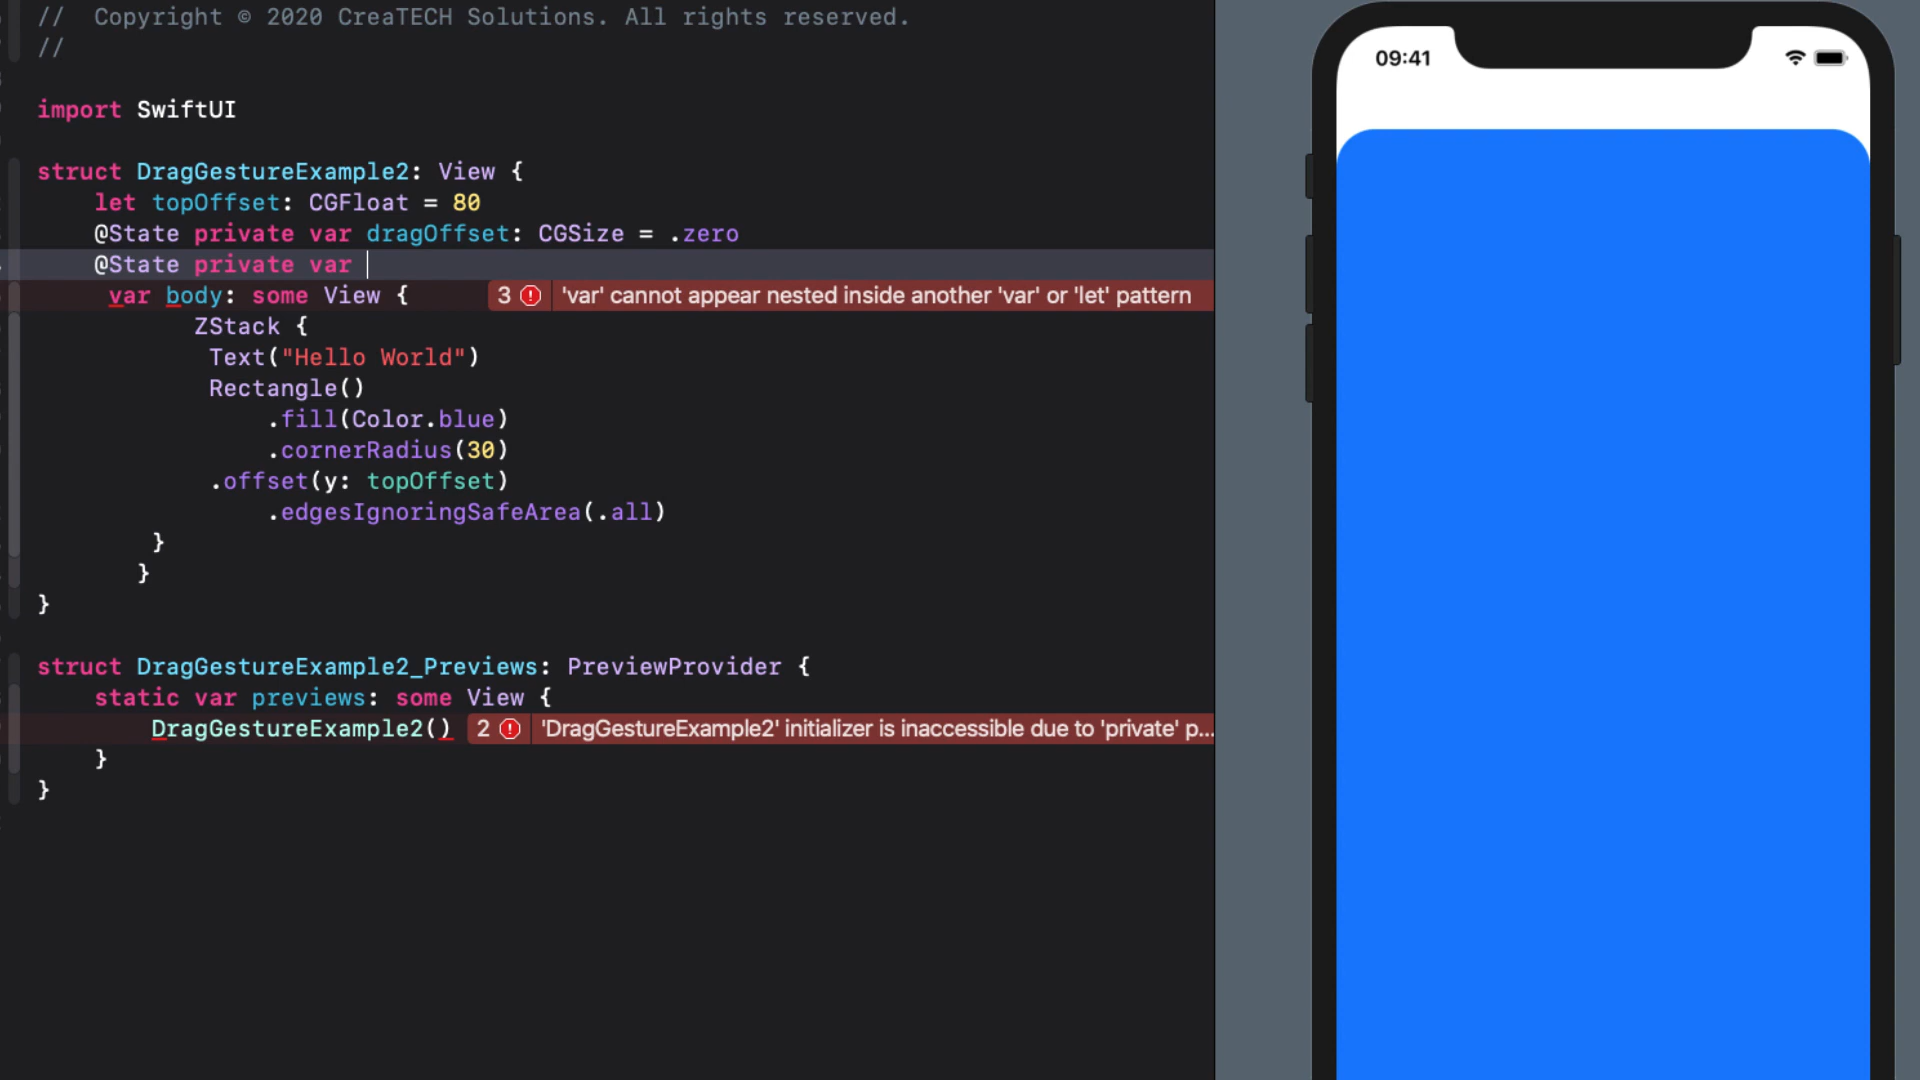 //  Copyright © 2020 CreaTECH Solutions. All rights reserved.
//
import SwiftUI
struct DragGestureExample2: View {
    let topOffset: CGFloat = 80
    @State private var dragOffset: CGSize = .zero
    @State private var
     var body: some View {    3    'var' cannot appear nested inside another 'var' or 'let' pattern
           ZStack {
            Text("Hello World")
            Rectangle()
                .fill(Color.blue)
                .cornerRadius(30)
            .offset(y: topOffset)
                .edgesIgnoringSafeArea(.all)
        }
       }
}
struct DragGestureExample2_Previews: PreviewProvider {
    static var previews: some View {
        DragGestureExample2()    2    'DragGestureExample2' initializer is inaccessible due to 'private' p...
    }
}
09:41